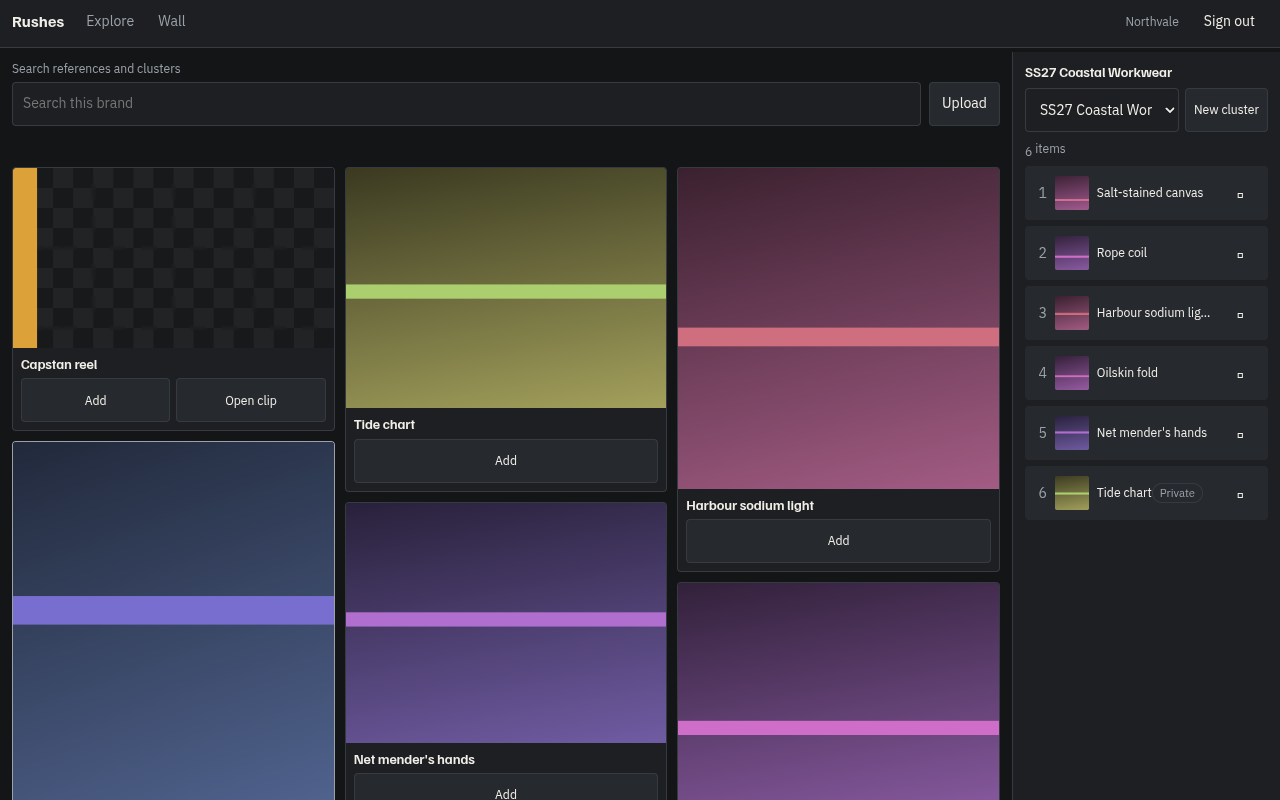 Rushes
Explore
Wall
Northvale
Sign out
Search references and clusters
Search this brand
Upload
Capstan reel
Add
Open clip
Tide chart
Add
Net mender's hands
Add
Harbour sodium light
Add
SS27 Coastal Workwear
SS27 Coastal Wor
New cluster
6 items
1 Salt-stained canvas
2 Rope coil
3 Harbour sodium lig...
4 Oilskin fold
5 Net mender's hands
6 Tide chart Private